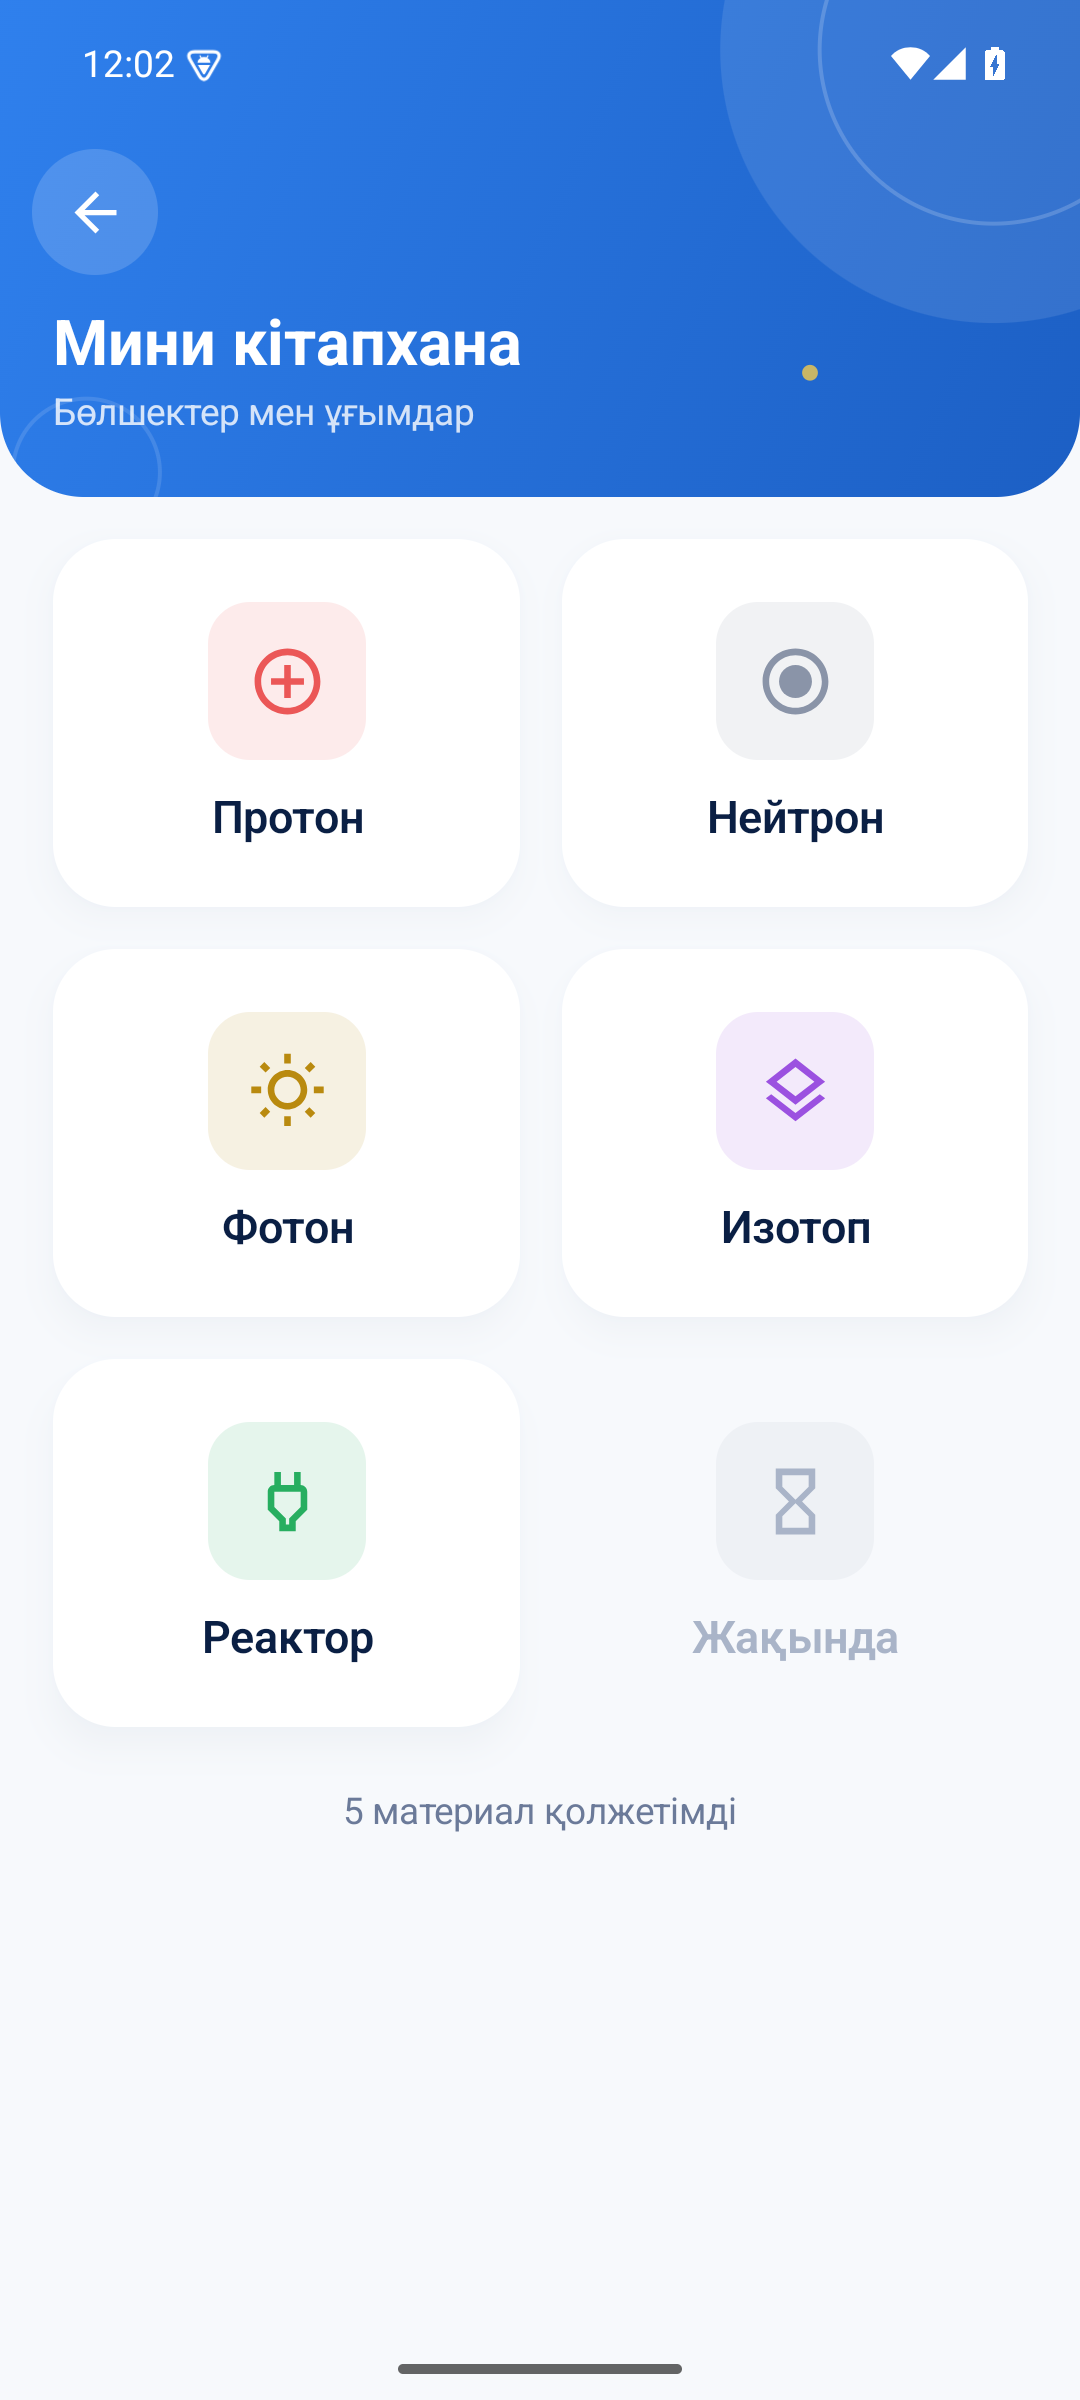 12:02
Мини кітапхана
Бөлшектер мен ұғымдар
Протон
Нейтрон
Фотон
Изотоп
Реактор
Жақында
5 материал қолжетімді